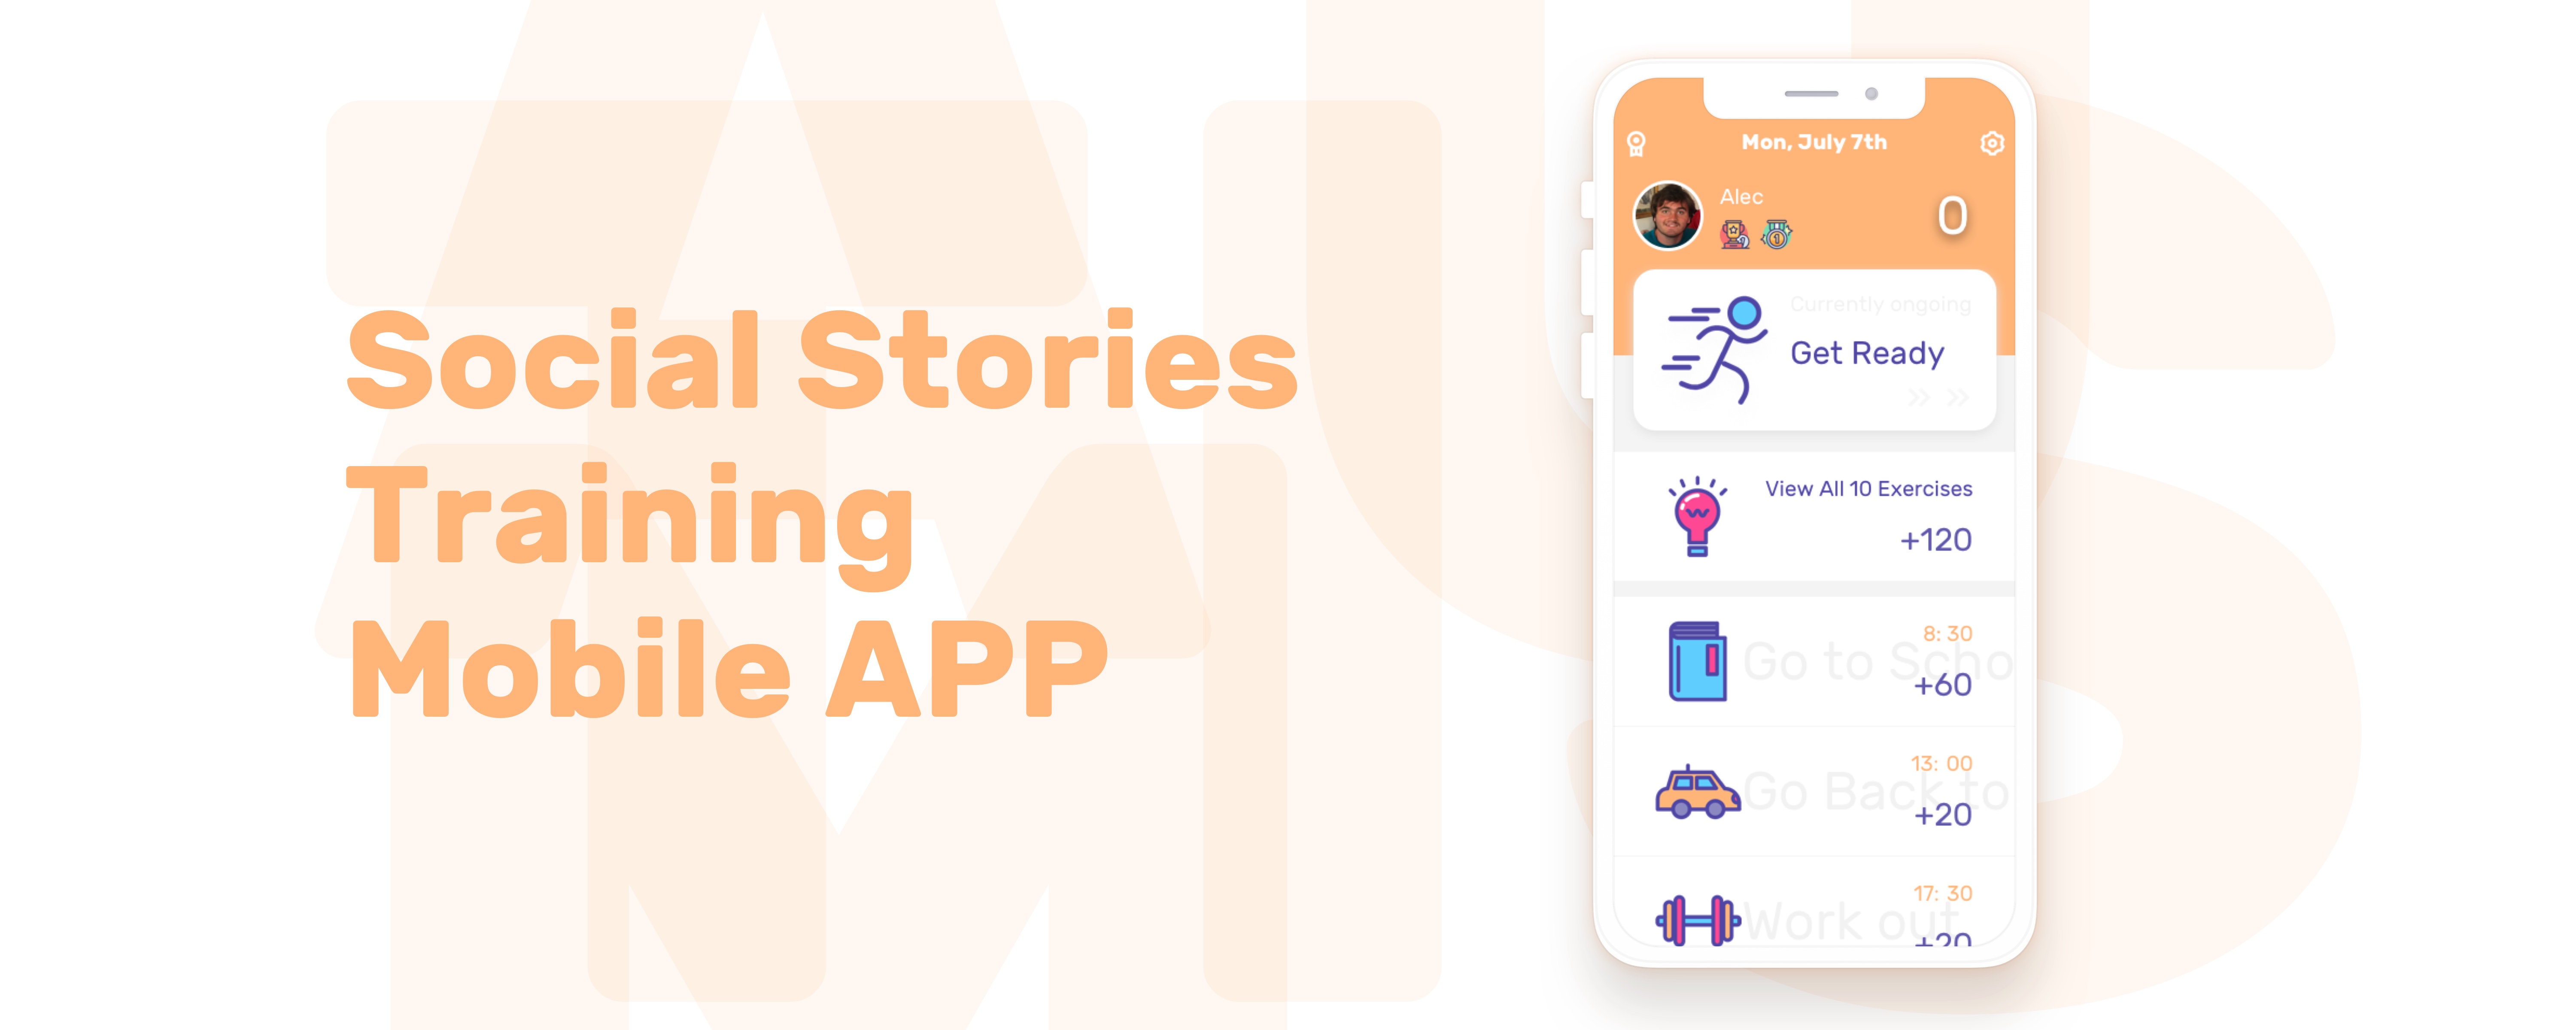 Social Stories
Training
Mobile APP
Mon, July 7th
Alec
0
Currently ongoing
Get Ready
View All 10 Exercises
+120
8: 30
Go to Scho
+60
13: 00
Go Back to
+20
17: 30
Work out
+20